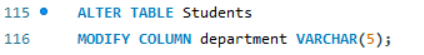 115 ALTER TABLE Students
116 MODIFY COLUMN department VARCHAR(5);